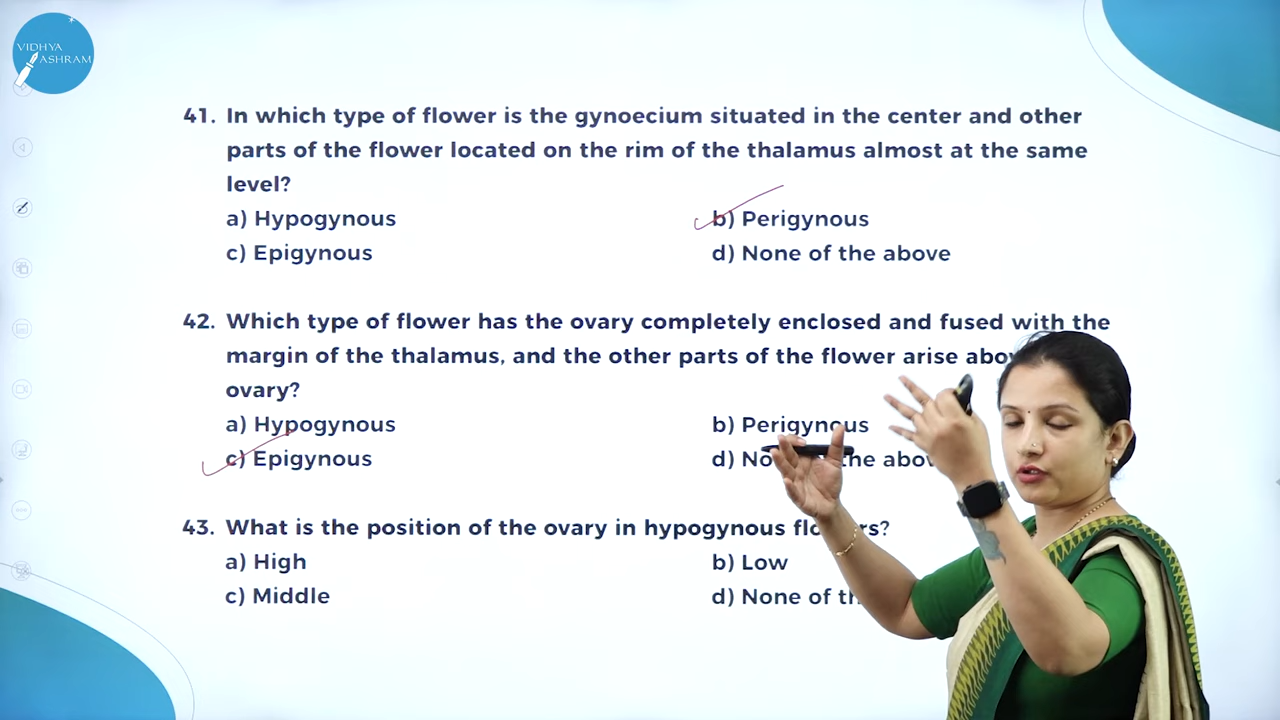 VIDHYA
ASHRAM
41. In which type of flower is the gynoecium situated in the center and other
parts of the flower located on the rim of the thalamus almost at the same
level?
a) Hypogynous
b) Perigynous
c) Epigynous
d) None of the above
42. Which type of flower has the ovary completely enclosed and fused with the
margin of the thalamus, and the other parts of the flower arise
ovary?
a) Hypogynous
b) Perigynous
c) Epigynous
d) the
43. What is the position of the ovary in hypogynous
a) High
b) Low
c) Middle
d) None of